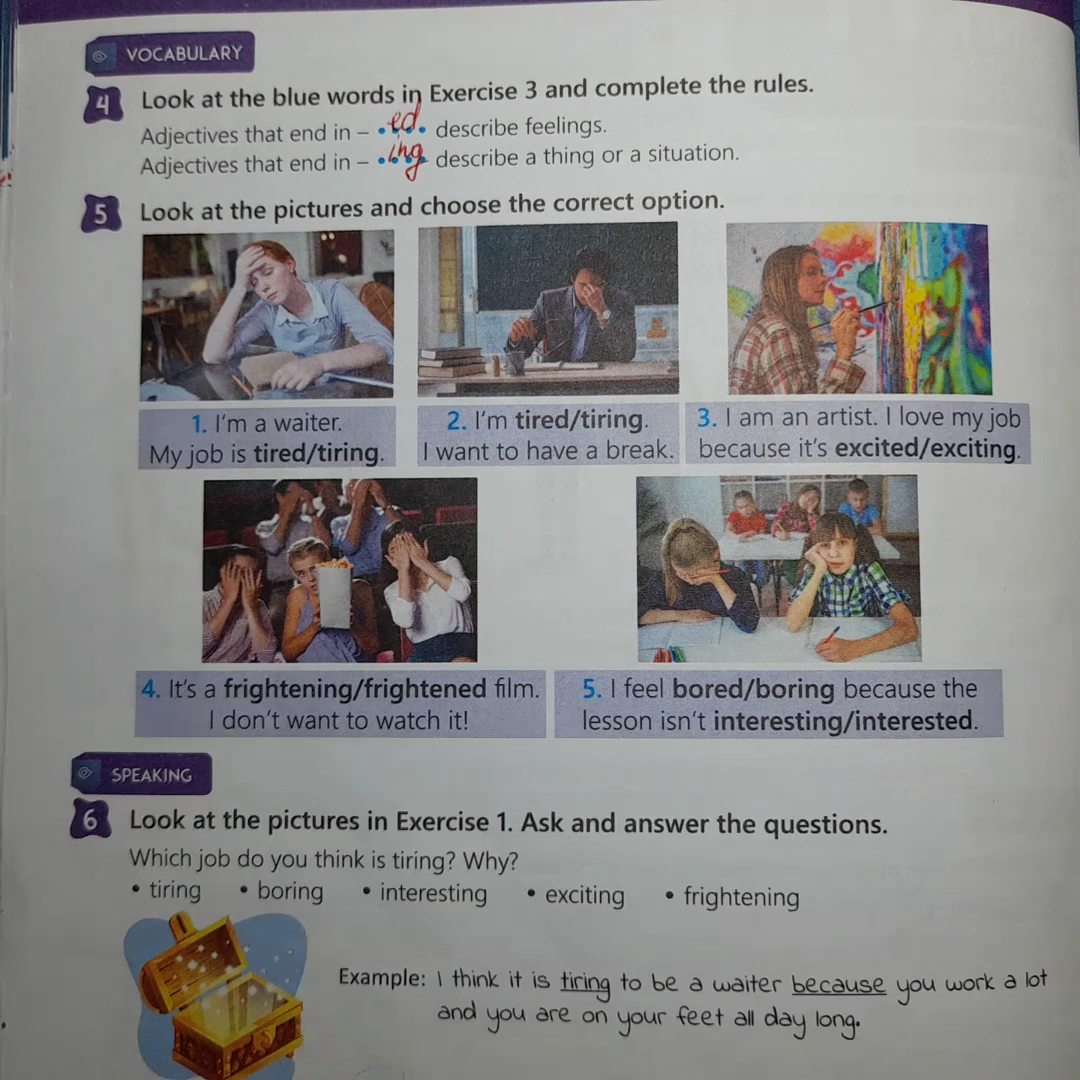 VOCABULARY
4 Look at the blue words in Exercise 3 and complete the rules.
Adjectives that end in – ed describe feelings.
Adjectives that end in – ing describe a thing or a situation.
5 Look at the pictures and choose the correct option.
1. I'm a waiter.
My job is tired/tiring.
2. I'm tired/tiring.
I want to have a break.
3. I am an artist. I love my job
because it's excited/exciting.
4. It's a frightening/frightened film.
I don't want to watch it!
5. I feel bored/boring because the
lesson isn't interesting/interested.
SPEAKING
6 Look at the pictures in Exercise 1. Ask and answer the questions.
Which job do you think is tiring? Why?
• tiring • boring • interesting • exciting • frightening
Example: I think it is tiring to be a waiter because you work a lot
and you are on your feet all day long.